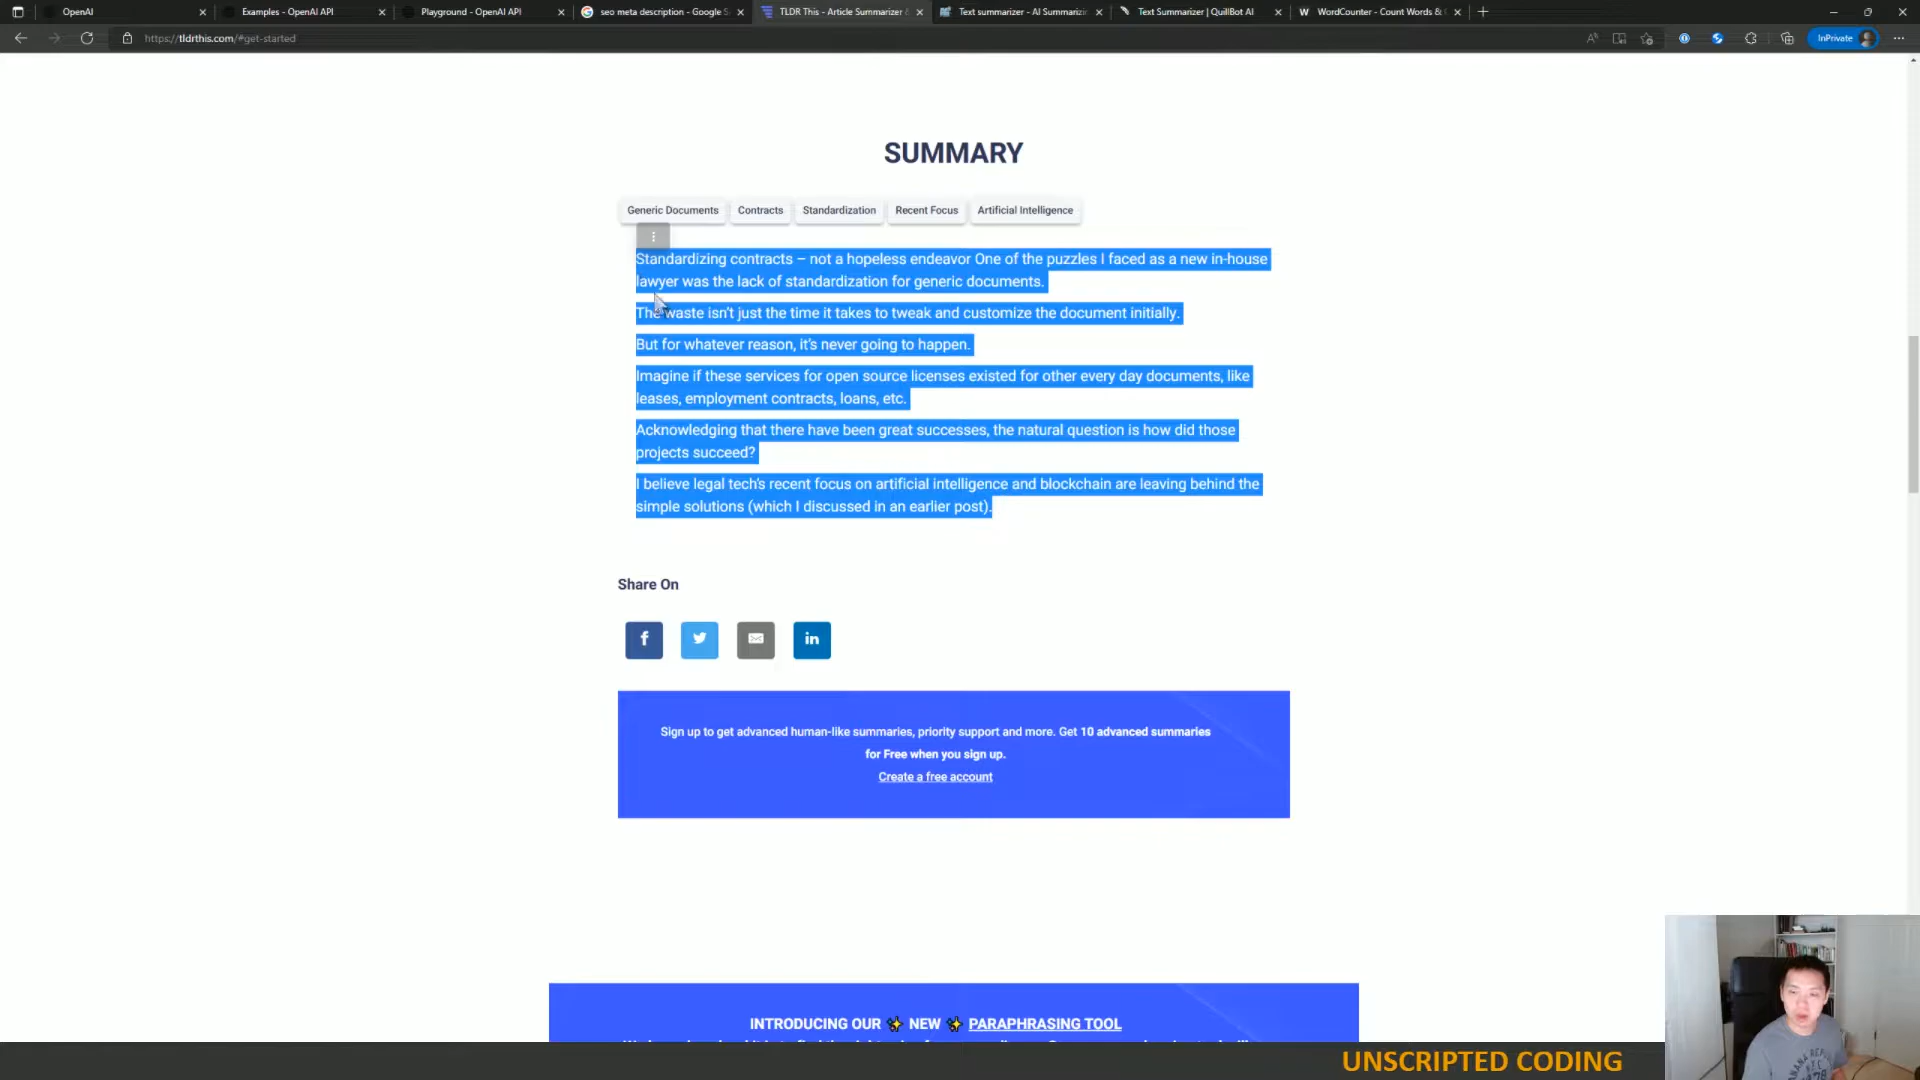 OpenAI
Examples - OpenAI API
Playground - OpenAI API
seo meta description - Google S
TLDR This - Article Summarizer &
Text summarizer - AI Summarizin
Text Summarizer | QuillBot AI
WordCounter - Count Words &
https://tldrthis.com/#get-started
InPrivate
SUMMARY
Generic Documents
Contracts
Standardization
Recent Focus
Artificial Intelligence
Standardizing contracts – not a hopeless endeavor One of the puzzles I faced as a new in-house
lawyer was the lack of standardization for generic documents.
The waste isn't just the time it takes to tweak and customize the document initially.
But for whatever reason, it's never going to happen.
Imagine if these services for open source licenses existed for other every day documents, like
leases, employment contracts, loans, etc.
Acknowledging that there have been great successes, the natural question is how did those
projects succeed?
I believe legal tech's recent focus on artificial intelligence and blockchain are leaving behind the
simple solutions (which I discussed in an earlier post).
Share On
Sign up to get advanced human-like summaries, priority support and more. Get 10 advanced summaries
for Free when you sign up.
Create a free account
INTRODUCING OUR ✨ NEW ✨ PARAPHRASING TOOL
UNSCRIPTED CODING